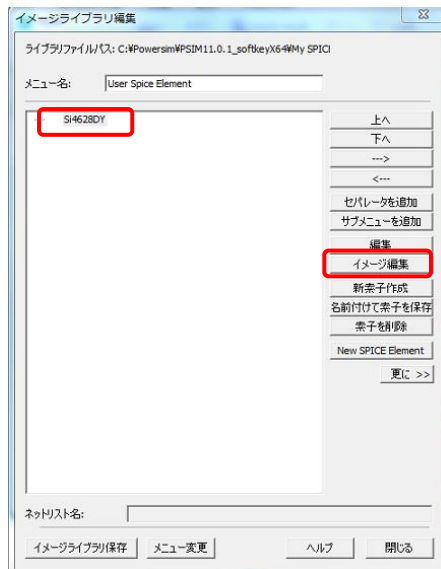 イメージライブラリ編集
ライブラリファイルパス: C:¥Powersim¥PSIM11.0.1_softkeyX64¥My SPICI
メニュー名:
User Spice Element
Si4628DY
上へ
下へ
--->
<---
セパレータを追加
サブメニューを追加
編集
イメージ編集
新素子作成
名前付けて素子を保存
素子を削除
New SPICE Element
更に >>
ネットリスト名:
イメージライブラリ保存
メニュー変更
ヘルプ
閉じる